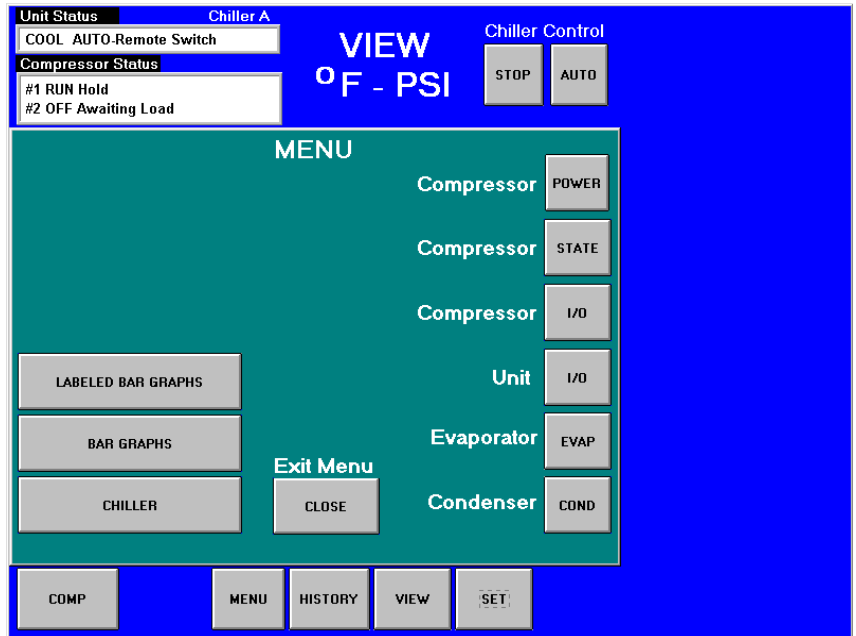 Unit Status Chiller A
COOL AUTO-Remote Switch
Compressor Status
#1 RUN Hold
#2 OFF Awaiting Load
VIEW
°F - PSI
Chiller Control
STOP AUTO
MENU
Compressor POWER
Compressor STATE
Compressor I/O
Unit I/O
Evaporator EVAP
Condenser COND
LABELED BAR GRAPHS
BAR GRAPHS
CHILLER
Exit Menu
CLOSE
COMP MENU HISTORY VIEW SET